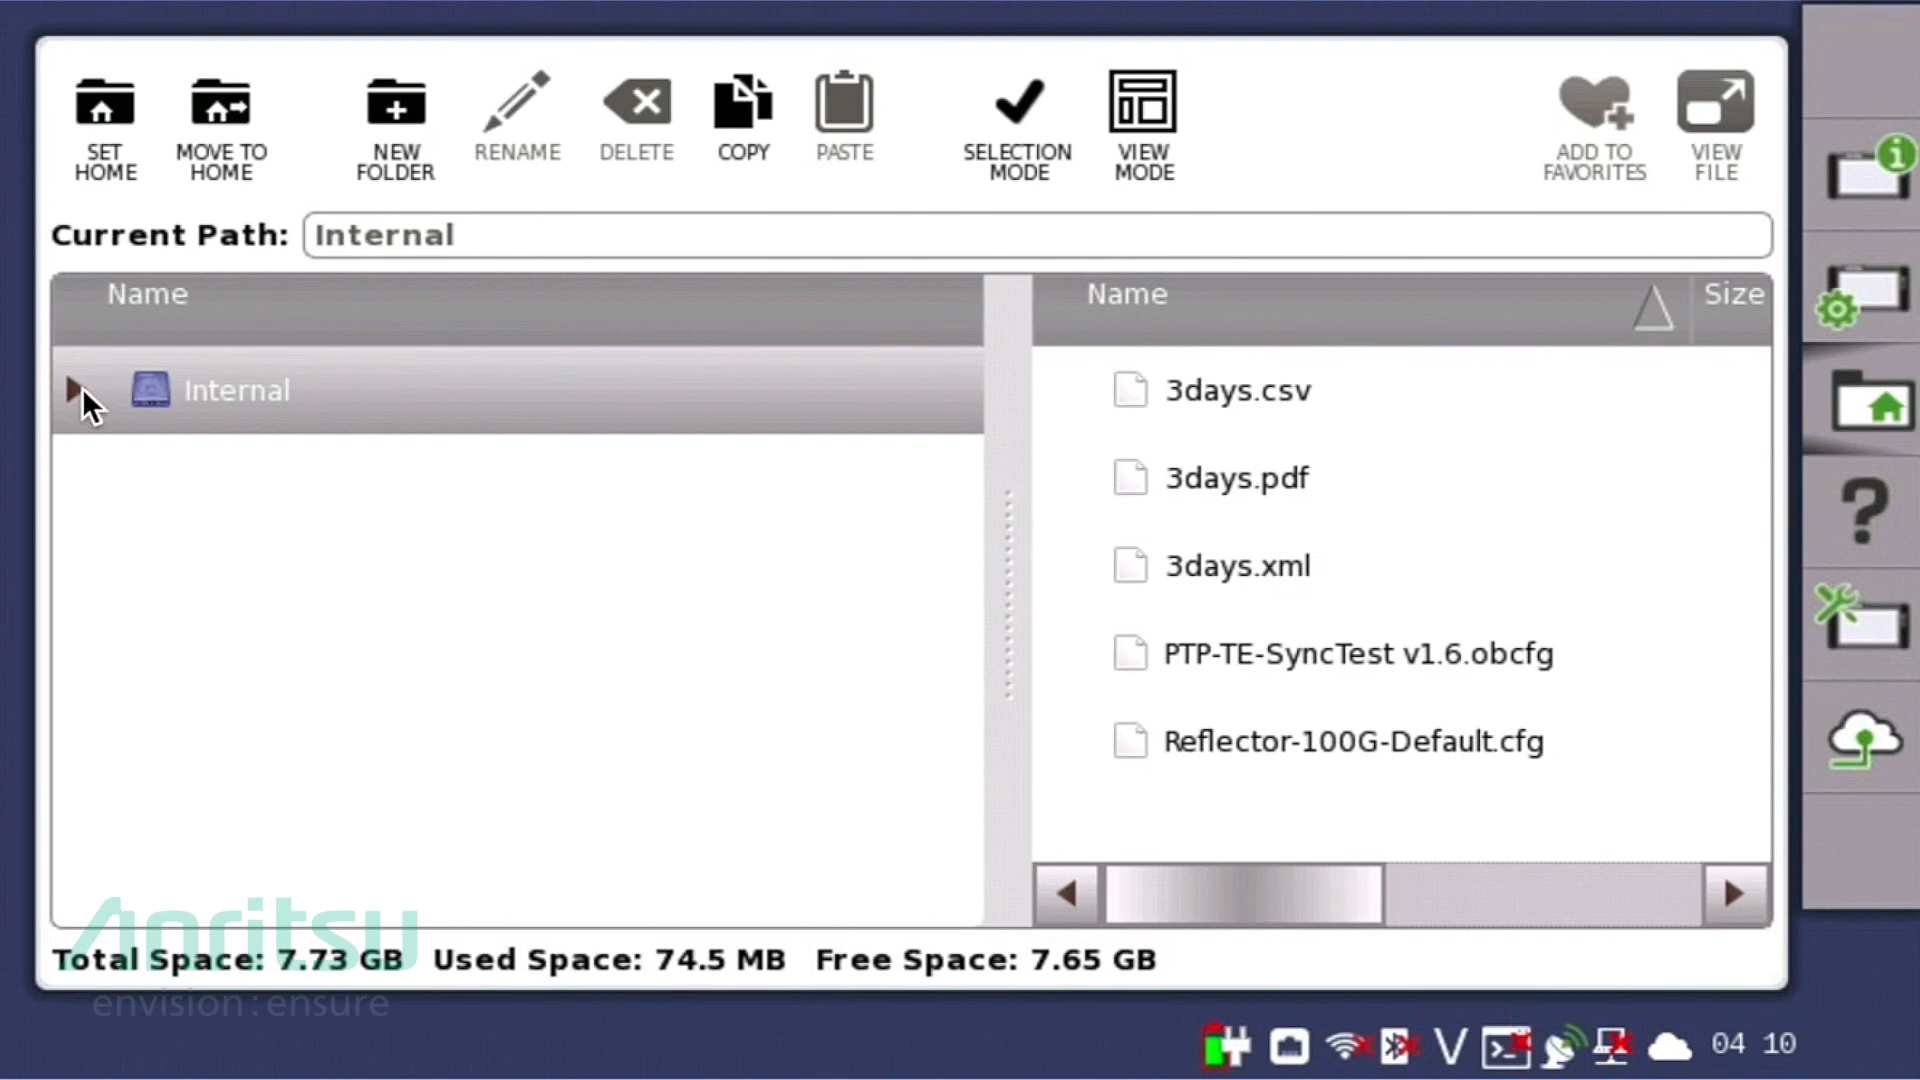 SET HOME
MOVE TO HOME
NEW FOLDER
RENAME
DELETE
COPY
PASTE
SELECTION MODE
VIEW MODE
ADD TO FAVORITES
VIEW FILE
Current Path: Internal
Name
Name
Size
Internal
3days.csv
3days.pdf
3days.xml
PTP-TE-SyncTest v1.6.obcfg
Reflector-100G-Default.cfg
Anritsu
Total Space: 7.73 GB Used Space: 74.5 MB Free Space: 7.65 GB
envision : ensure
V
04 10